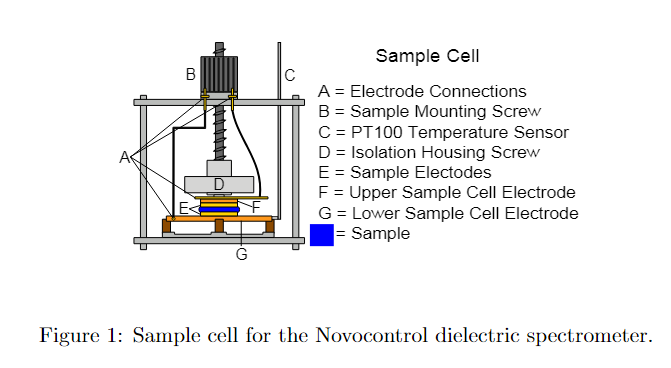 Sample Cell
B
C
A = Electrode Connections
B = Sample Mounting Screw
C = PT100 Temperature Sensor
A
D = Isolation Housing Screw
E = Sample Electodes
D
F = Upper Sample Cell Electrode
E
F
G = Lower Sample Cell Electrode
= Sample
G
Figure 1: Sample cell for the Novocontrol dielectric spectrometer.